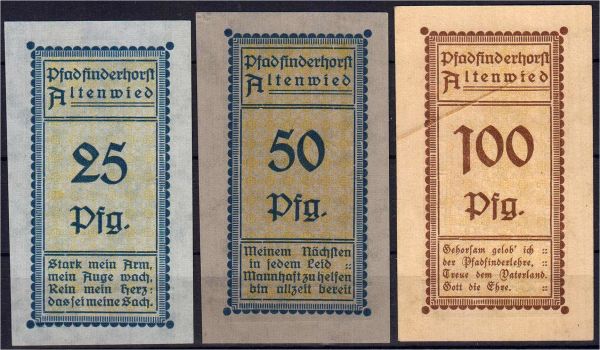 Pfadfinderhorst
Altenwied
25
Pfg.
Stark mein Arm,
mein Auge wach,
Rein mein Herz:
das sei meine Sach.
Pfadfinderhorst
Altenwied
50
Pfg.
Meinem Nächsten
in jedem Leid ::
Mannhaft zu helfen
bin allzeit bereit
Pfadfinderhorst
Altenwied
100
Pfg.
Gehorsam gelob' ich ::
der Pfadfinderlehre,
Treue dem Vaterland.
Gott die Ehre. ::